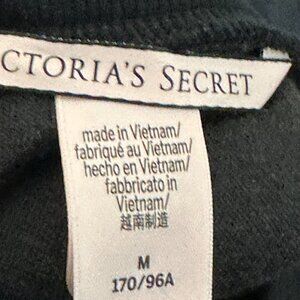 CTORIA'S SECRET
made in Vietnam/
fabriqué au Vietnam/
hecho en Vietnam/
fabbricato in
Vietnam/
越南制造
M
170/96A